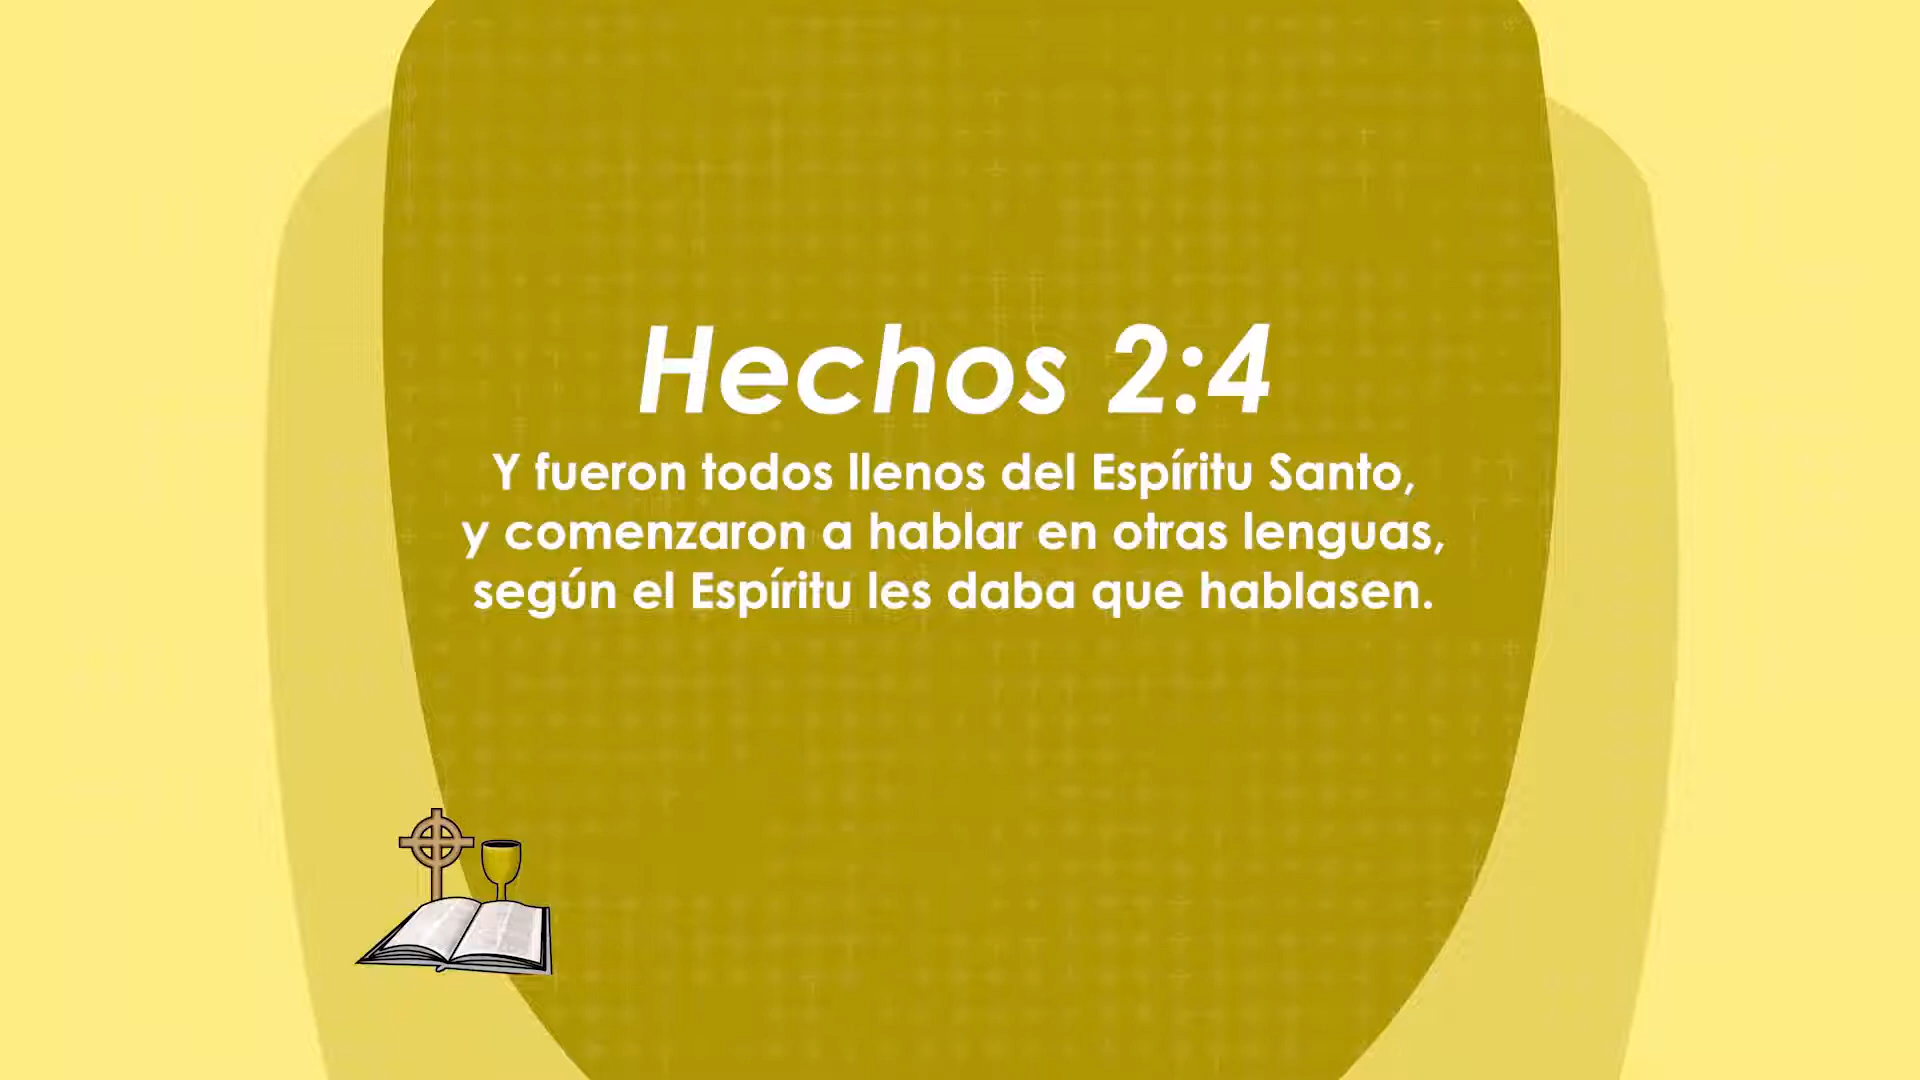 Hechos 2:4
Y fueron todos llenos del Espíritu Santo,
y comenzaron a hablar en otras lenguas,
según el Espíritu les daba que hablasen.